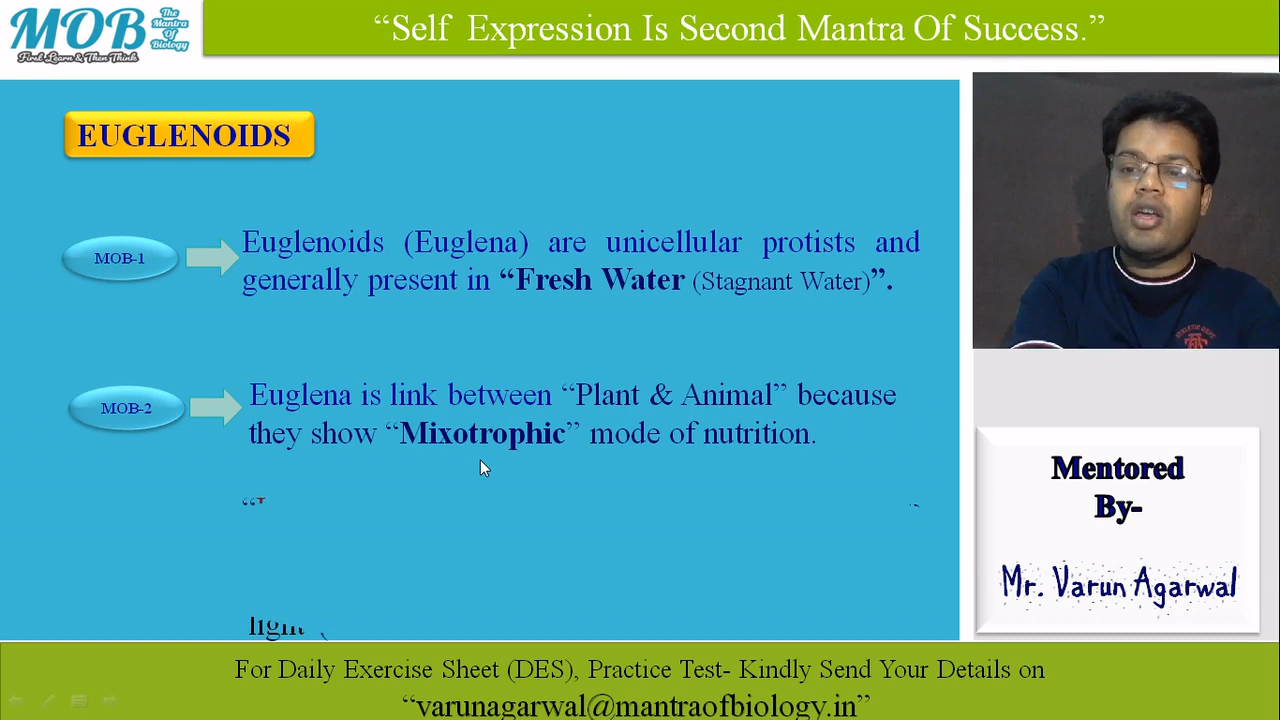 MOB The Mantra Of Biology
First Learn & Then Think
“Self Expression Is Second Mantra Of Success.”
EUGLENOIDS
MOB-1
Euglenoids (Euglena) are unicellular protists and
generally present in “Fresh Water (Stagnant Water)”.
MOB-2
Euglena is link between “Plant & Animal” because
they show “Mixotrophic” mode of nutrition.
light
ATHLETIC DEPT
Mentored
By-
Mr. Varun Agarwal
For Daily Exercise Sheet (DES), Practice Test- Kindly Send Your Details on
“varunagarwal@mantraofbiology.in”